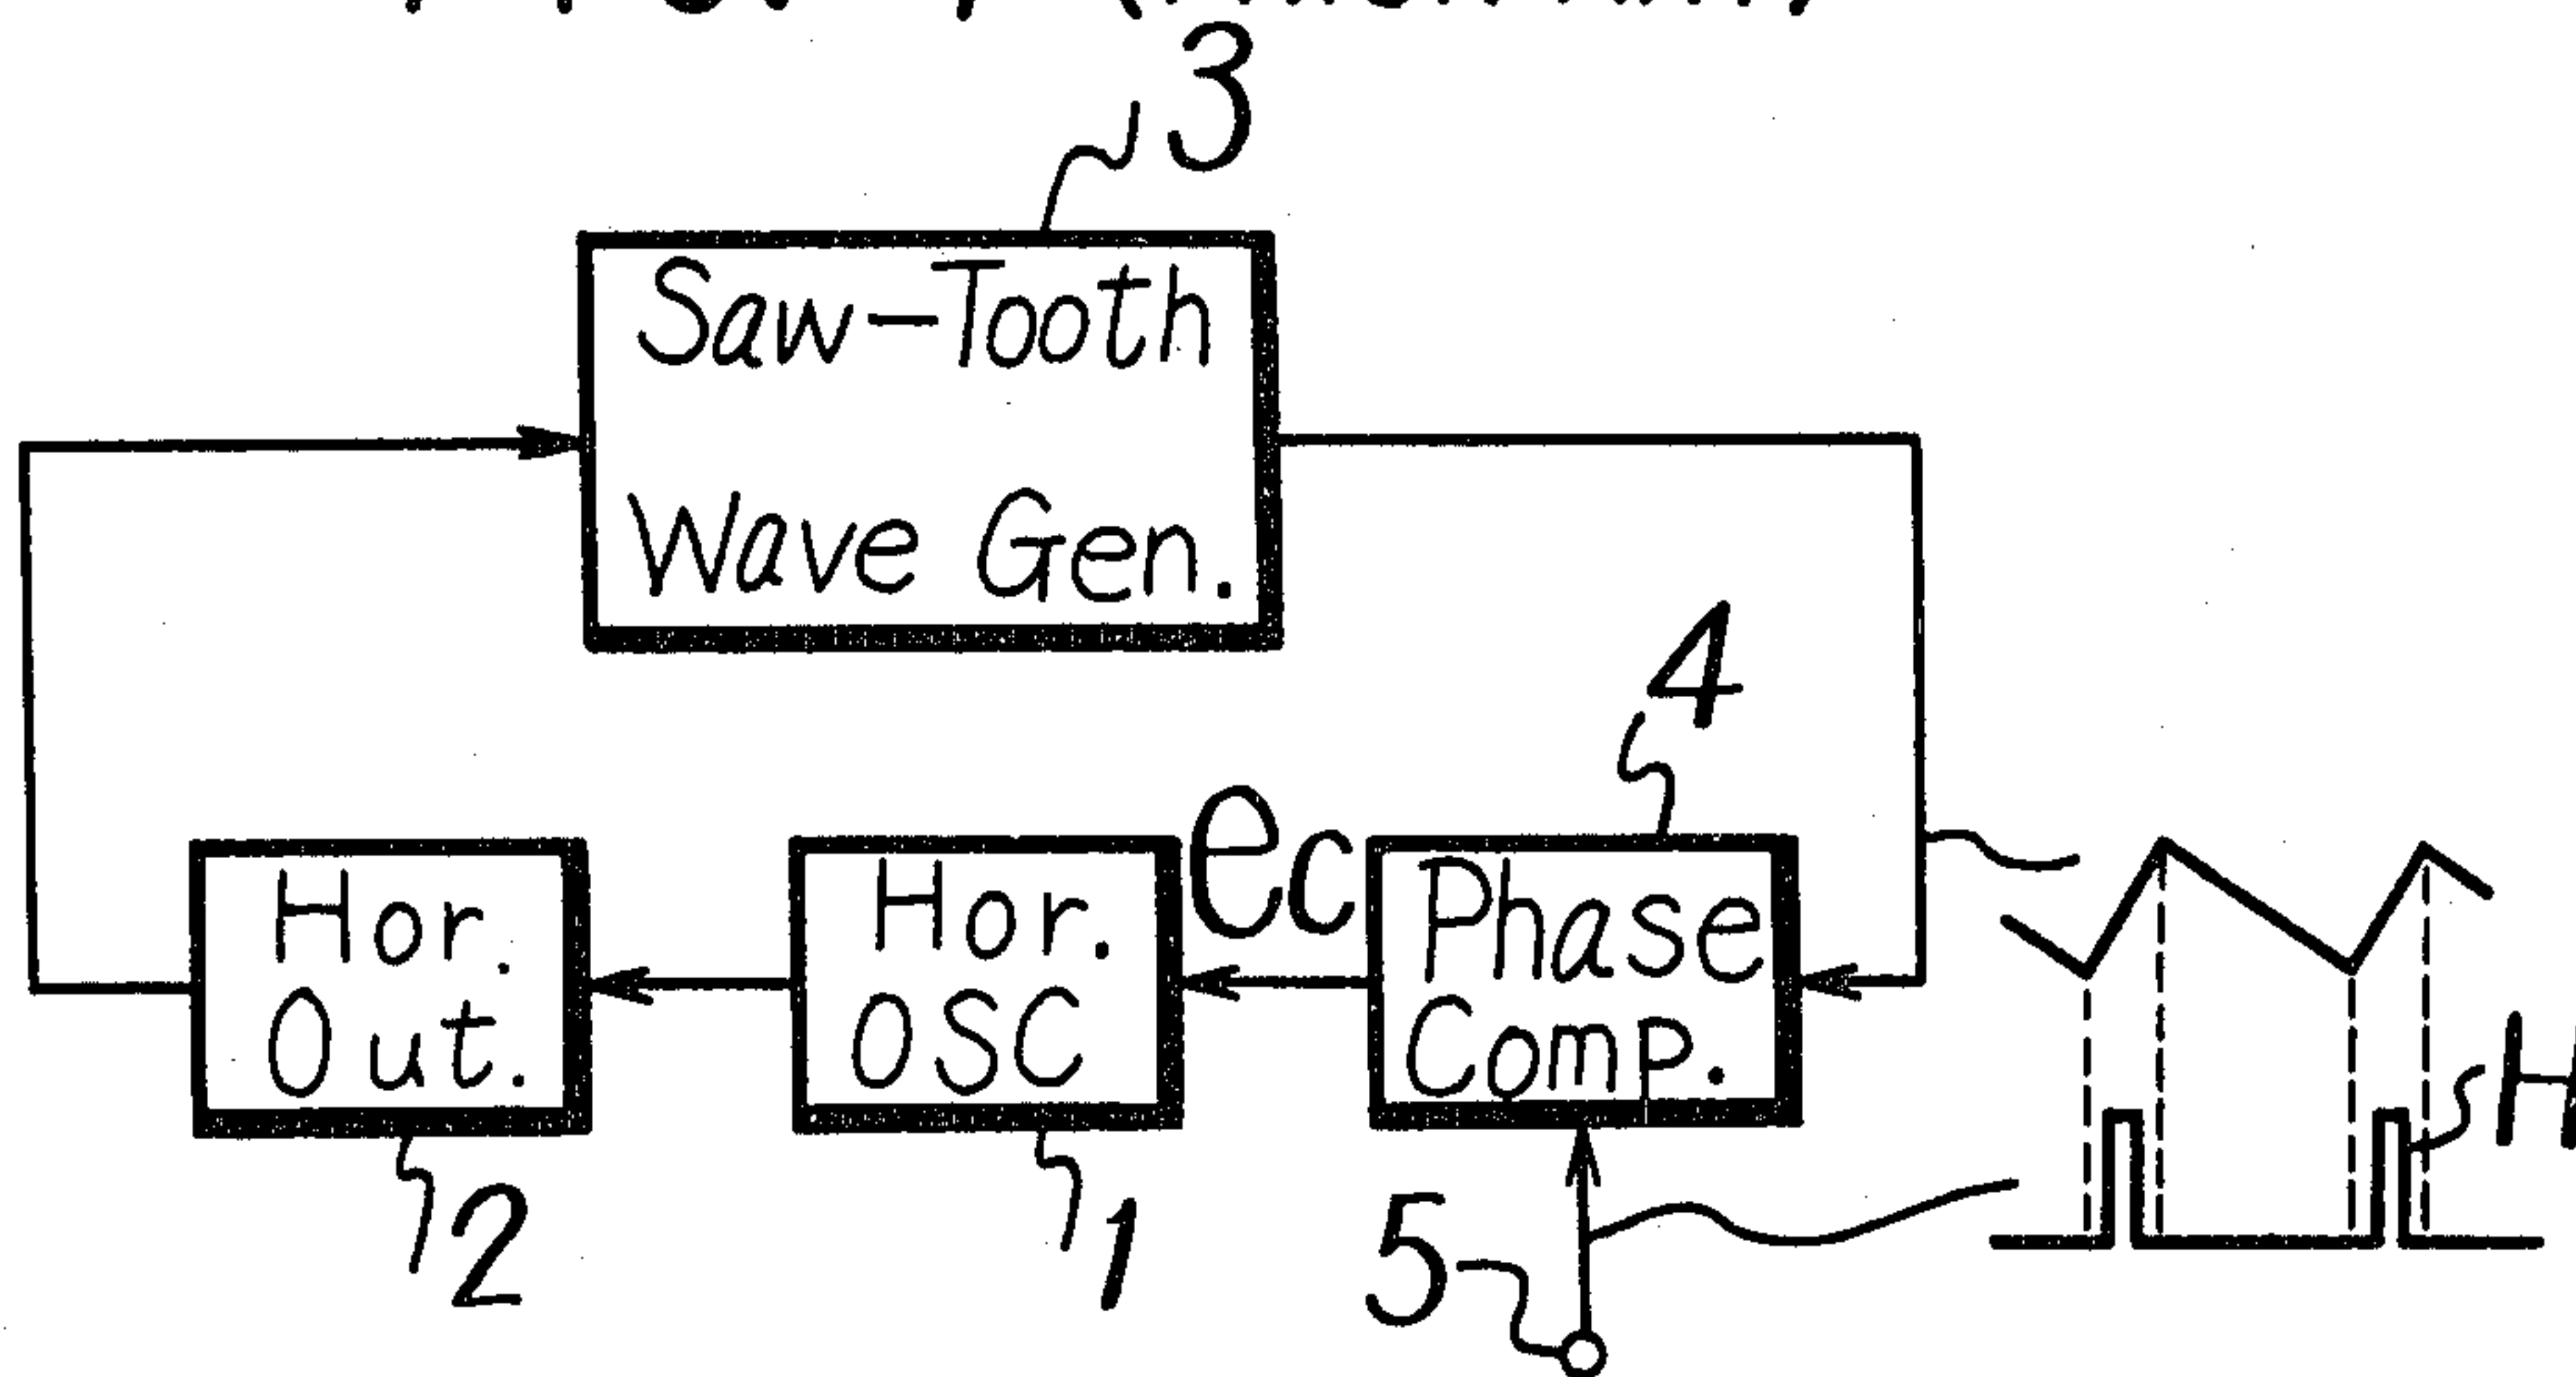 3
Saw-Tooth
Wave Gen.
4
Hor.
Out.
Hor.
OSC
ec
Phase
Comp.
H
2
1
5